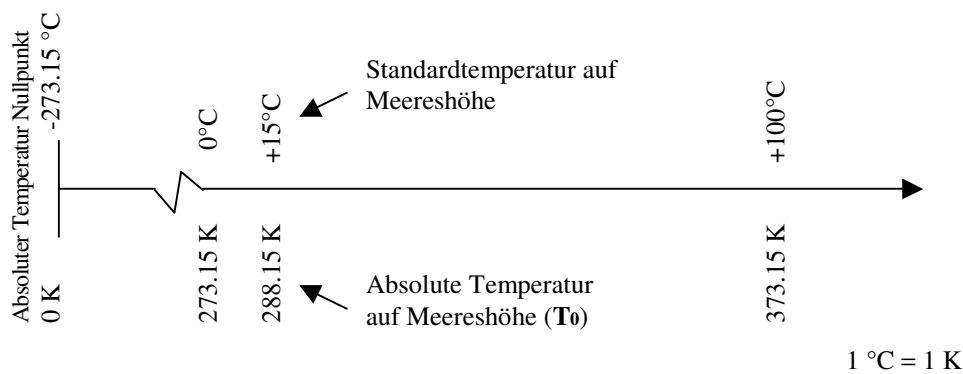 Absoluter Temperatur Nullpunkt
-273.15 °C
0 K
0°C
273.15 K
+15°C
288.15 K
Standardtemperatur auf
Meereshöhe
Absolute Temperatur
auf Meereshöhe (T0)
+100°C
373.15 K
1 °C = 1 K